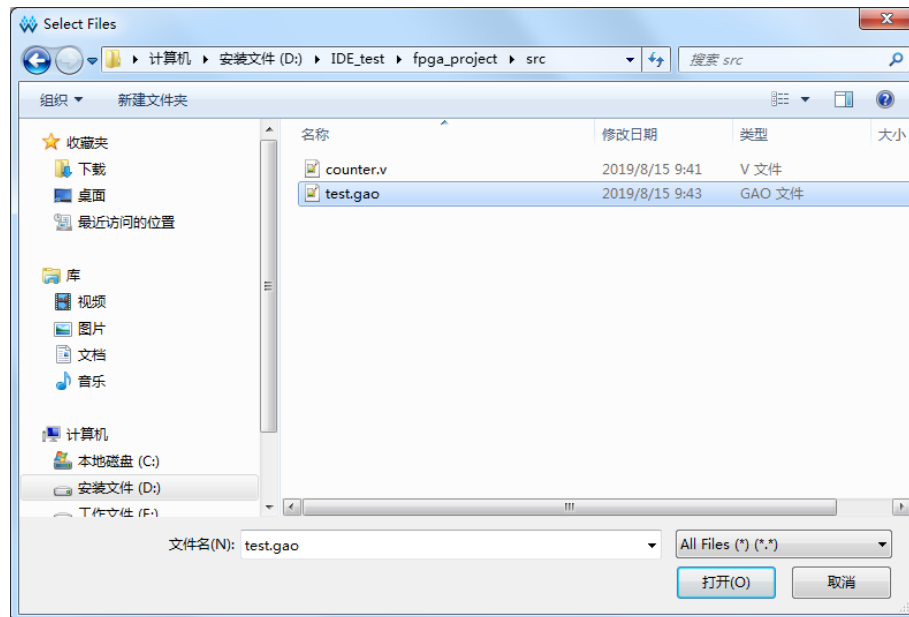 Select Files
计算机 安装文件 (D:) IDE_test fpga_project src 搜索 src
组织 新建文件夹
名称 修改日期 类型 大小
收藏夹
下载
桌面
最近访问的位置
库
视频
图片
文档
音乐
计算机
本地磁盘 (C:)
安装文件 (D:)
工作文件 (E:)
counter.v 2019/8/15 9:41 V 文件
test.gao 2019/8/15 9:43 GAO 文件
文件名(N): test.gao All Files (*) (*.*)
打开(O) 取消